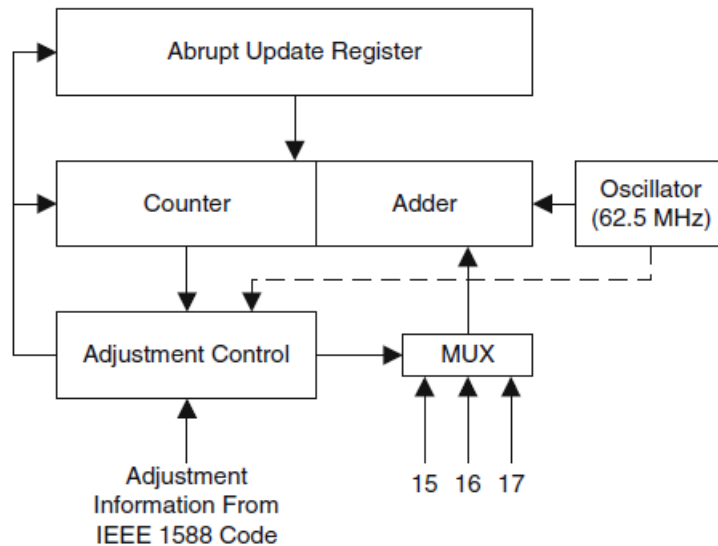 Abrupt Update Register
Counter
Adder
Oscillator
(62.5 MHz)
Adjustment Control
MUX
15 16 17
Adjustment
Information From
IEEE 1588 Code